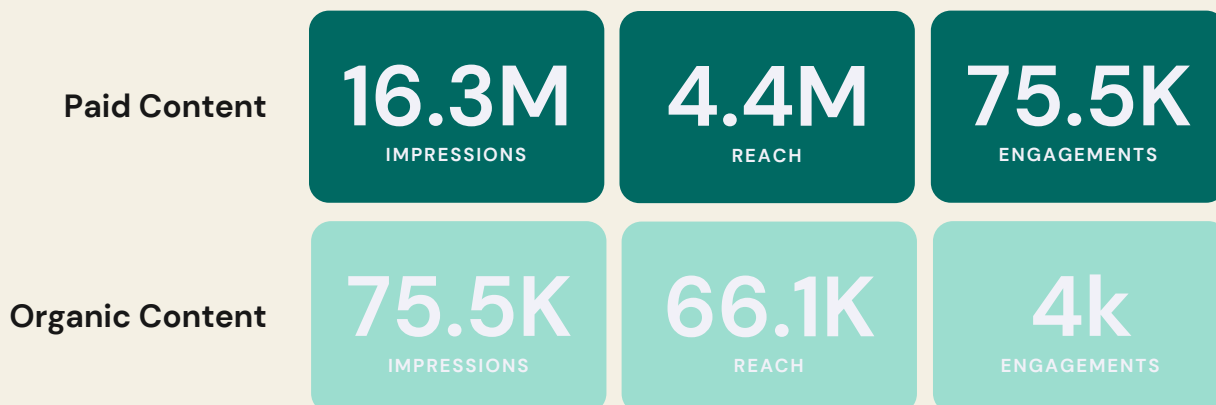 Paid Content
16.3M
IMPRESSIONS
4.4M
REACH
75.5K
ENGAGEMENTS
Organic Content
75.5K
IMPRESSIONS
66.1K
REACH
4k
ENGAGEMENTS